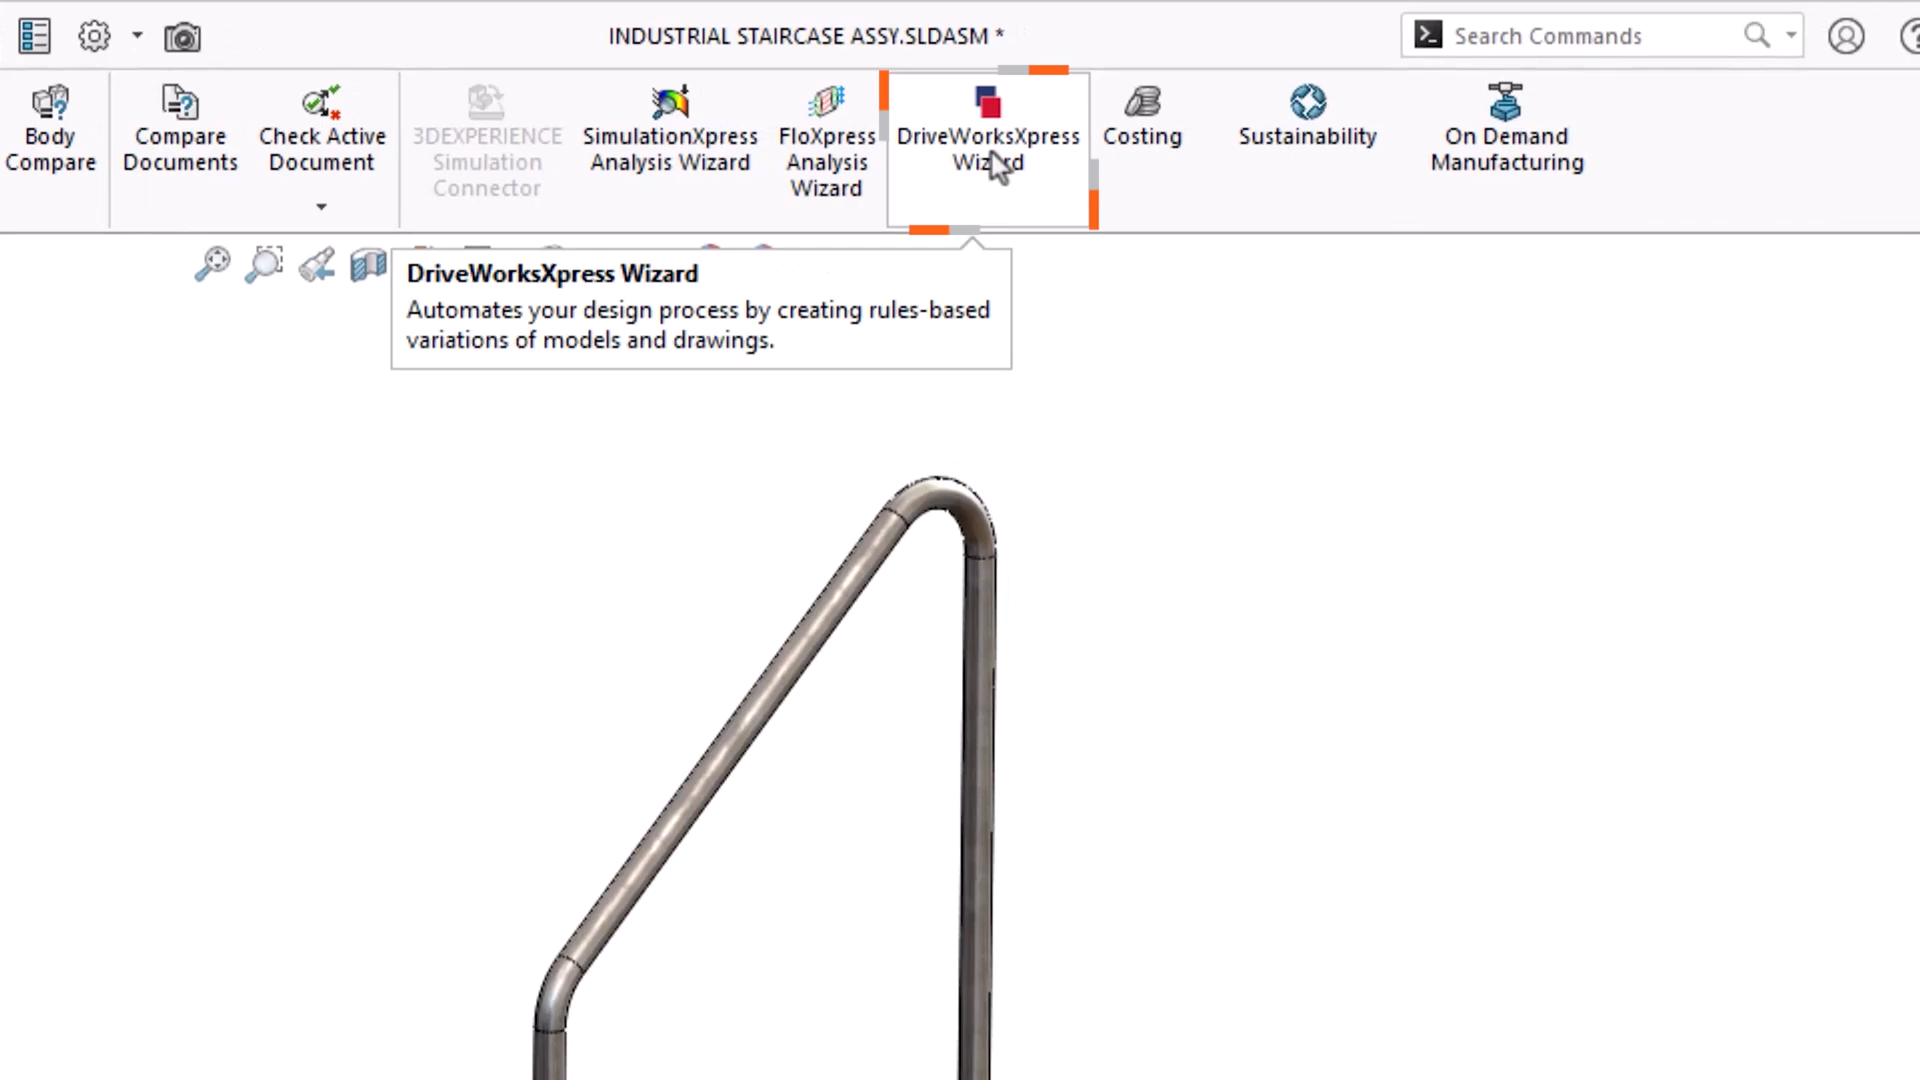 INDUSTRIAL STAIRCASE ASSY.SLDASM *
Search Commands
Body
Compare
Compare
Documents
Check Active
Document
3DEXPERIENCE
Simulation
Connector
SimulationXpress
Analysis Wizard
FloXpress
Analysis
Wizard
DriveWorksXpress
Wizard
Costing
Sustainability
On Demand
Manufacturing
DriveWorksXpress Wizard
Automates your design process by creating rules-based
variations of models and drawings.